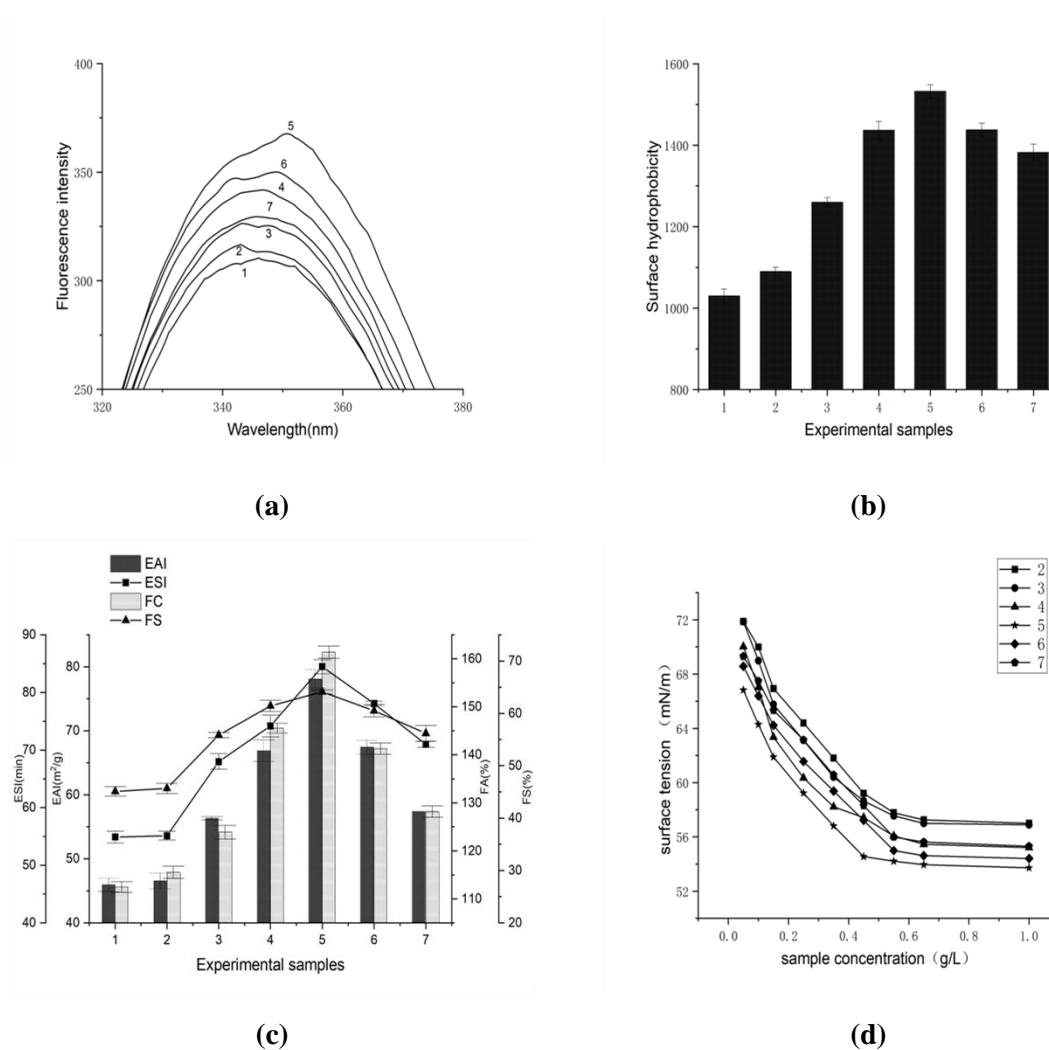 400
350
300
250
320
340
360
380
Fluorescence intensity
Wavelength(nm)
5
6
4
7
3
2
1
(a)
1600
1400
1200
1000
800
1 2 3 4 5 6 7
Surface hydrophobicity
Experimental samples
(b)
EAI
ESI
FC
FS
90
80
70
60
50
40
ESI(min)
80
70
60
50
40
EAI(m²/g)
160
150
140
130
120
110
FA(%)
70
60
50
40
30
20
FS(%)
1 2 3 4 5 6 7
Experimental samples
(c)
2
3
4
5
6
7
72
68
64
60
56
52
surface tension（mN/m）
0.0 0.2 0.4 0.6 0.8 1.0
sample concentration（g/L）
(d)